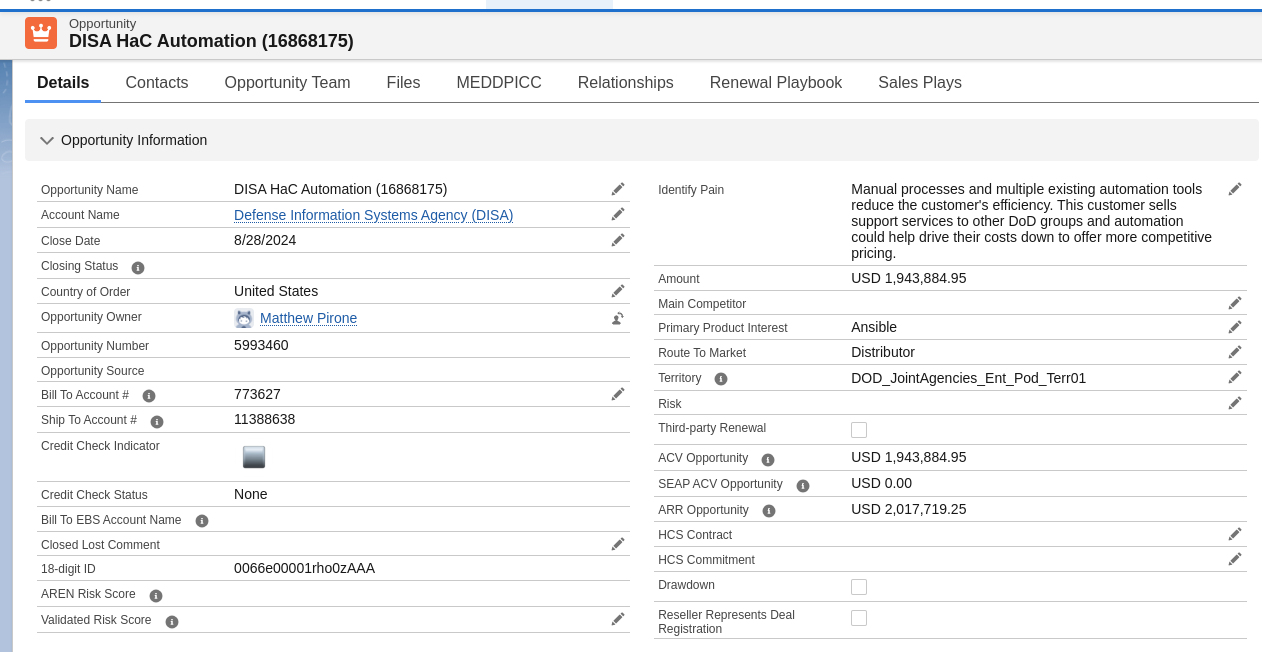 Opportunity
DISA HaC Automation (16868175)
Details Contacts Opportunity Team Files MEDDPICC Relationships Renewal Playbook Sales Plays
Opportunity Information
Opportunity Name DISA HaC Automation (16868175)
Account Name Defense Information Systems Agency (DISA)
Close Date 8/28/2024
Closing Status
Country of Order United States
Opportunity Owner Matthew Pirone
Opportunity Number 5993460
Opportunity Source
Bill To Account # 773627
Ship To Account # 11388638
Credit Check Indicator
Credit Check Status None
Bill To EBS Account Name
Closed Lost Comment
18-digit ID 0066e00001rho0zAAA
AREN Risk Score
Validated Risk Score
Identify Pain Manual processes and multiple existing automation tools
reduce the customer's efficiency. This customer sells
support services to other DoD groups and automation
could help drive their costs down to offer more competitive
pricing.
Amount USD 1,943,884.95
Main Competitor
Primary Product Interest Ansible
Route To Market Distributor
Territory DOD_JointAgencies_Ent_Pod_Terr01
Risk
Third-party Renewal
ACV Opportunity USD 1,943,884.95
SEAP ACV Opportunity USD 0.00
ARR Opportunity USD 2,017,719.25
HCS Contract
HCS Commitment
Drawdown
Reseller Represents Deal
Registration